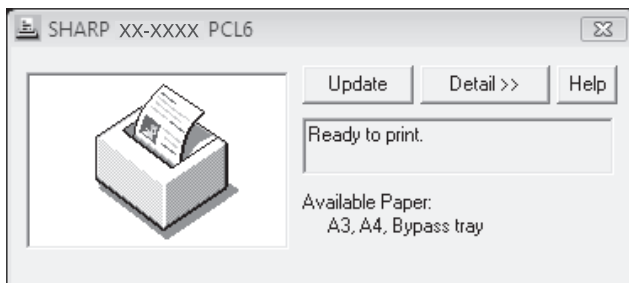 SHARP XX-XXXX PCL6
Update Detail >> Help
Ready to print.
Available Paper:
A3, A4, Bypass tray